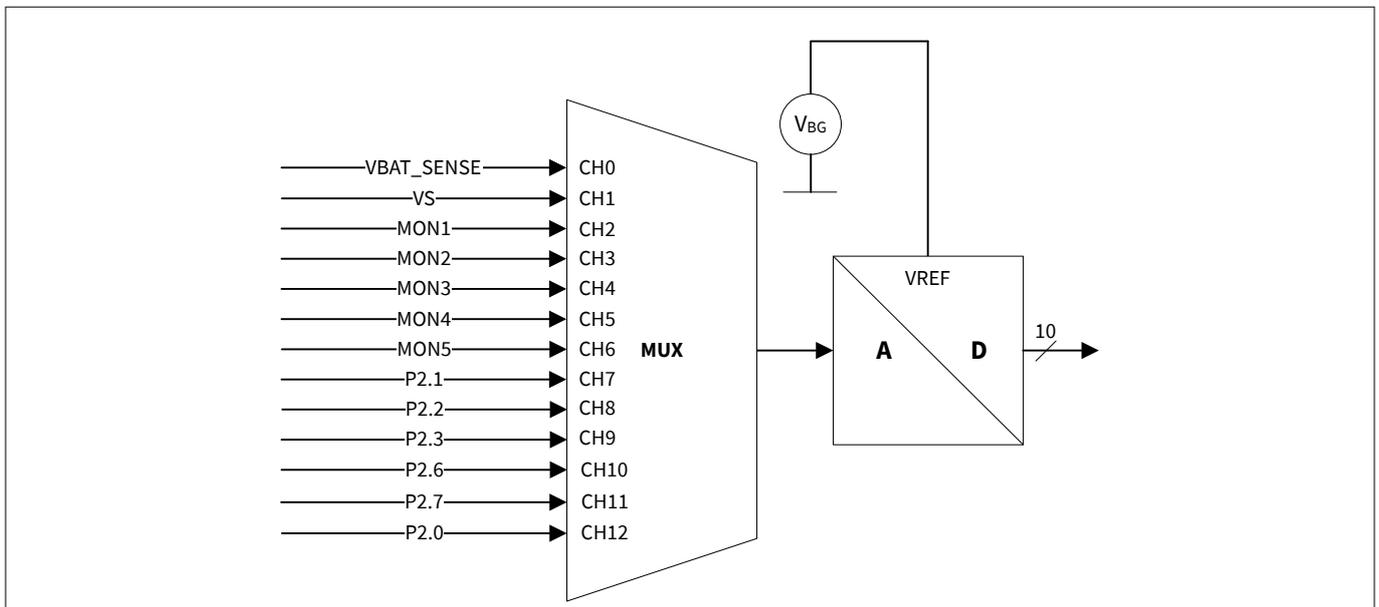 VBG
VBAT_SENSE CH0
VS CH1
MON1 CH2
MON2 CH3
VREF
MON3 CH4
MON4 CH5
10
MON5 CH6 MUX A D
P2.1 CH7
P2.2 CH8
P2.3 CH9
P2.6 CH10
P2.7 CH11
P2.0 CH12